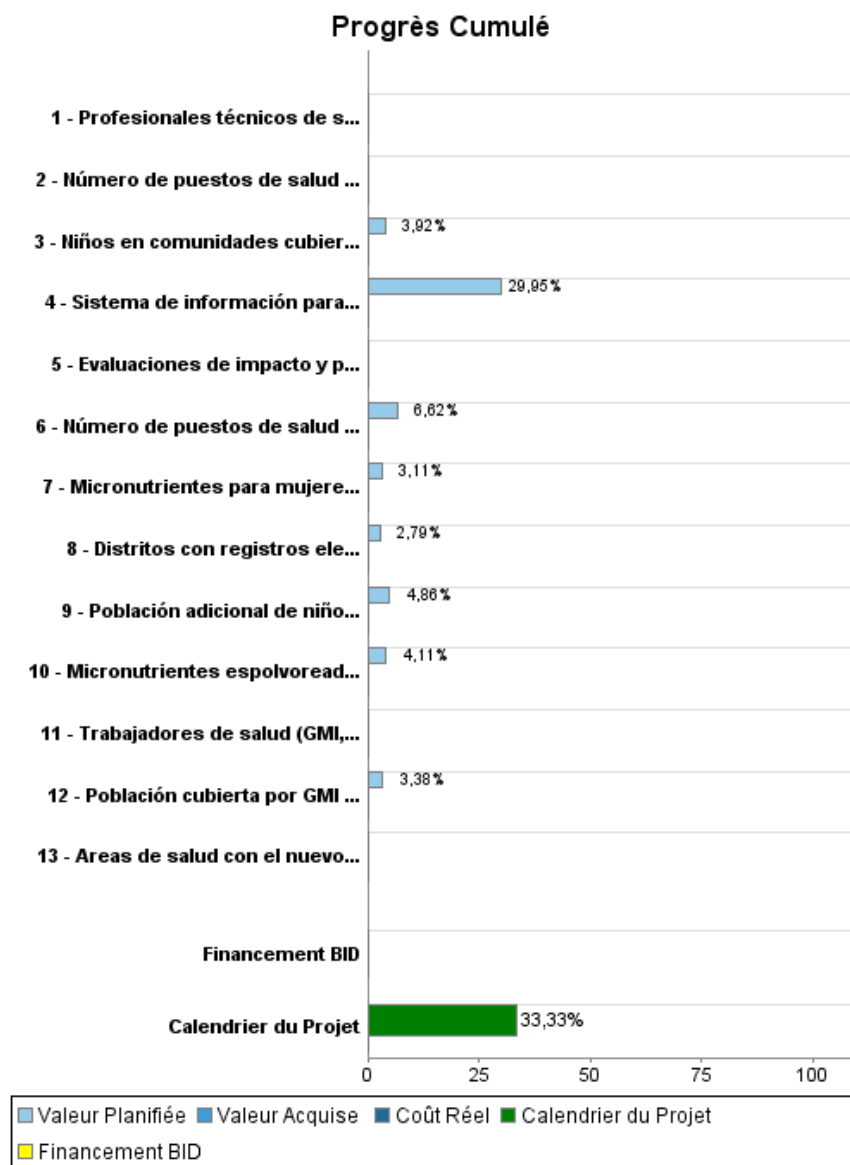 Progrès Cumulé
1 - Profesionales técnicos de s...
2 - Número de puestos de salud ...
3 - Niños en comunidades cubier...
3,92%
4 - Sistema de información para...
29,95%
5 - Evaluaciones de impacto y p...
6 - Número de puestos de salud ...
6,62%
7 - Micronutrientes para mujere...
3,11%
8 - Distritos con registros ele...
2,79%
9 - Población adicional de niño...
4,86%
10 - Micronutrientes espolvoread...
4,11%
11 - Trabajadores de salud (GMI,...
12 - Población cubierta por GMI ...
3,38%
13 - Areas de salud con el nuevo...
Financement BID
Calendrier du Projet
33,33%
0 25 50 75 100
Valeur Planifiée Valeur Acquise Coût Réel Calendrier du Projet
Financement BID